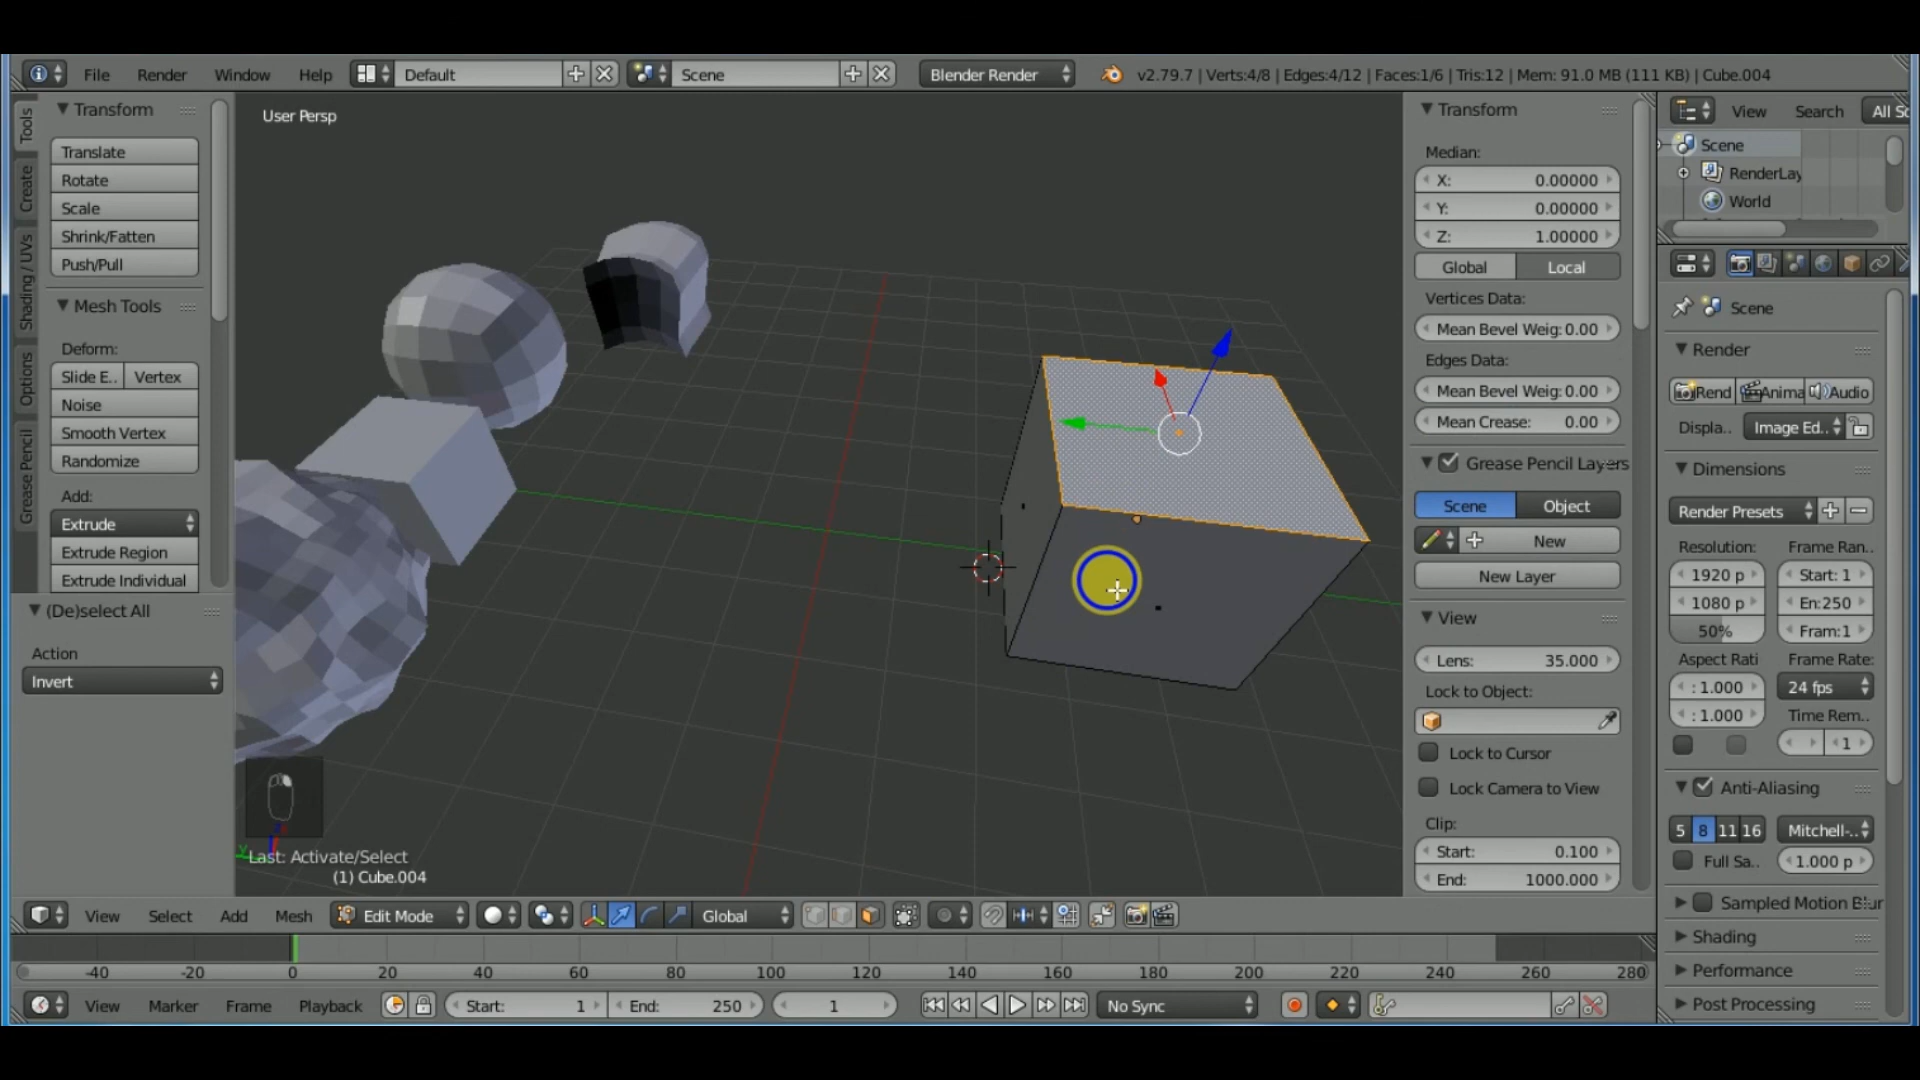 File Render Window Help Default Scene Blender Render v2.79.7 | Verts:4/8 | Edges:4/12 | Faces:1/6 | Tris:12 | Mem: 91.0 MB (111 KB) | Cube.004
Tools
Create
Shading / UVs
Options
Grease Pencil
Transform
Translate
Rotate
Scale
Shrink/Fatten
Push/Pull
Mesh Tools
Deform:
Slide E.. Vertex
Noise
Smooth Vertex
Randomize
Add:
Extrude
Extrude Region
Extrude Individual
(De)select All
Action
Invert
User Persp
Last: Activate/Select
(1) Cube.004
Transform
Median:
X: 0.00000
Y: 0.00000
Z: 1.00000
Global Local
Vertices Data:
Mean Bevel Weig: 0.00
Edges Data:
Mean Bevel Weig: 0.00
Mean Crease: 0.00
Grease Pencil Layers
Scene Object
New
New Layer
View
Lens: 35.000
Lock to Object:
Lock to Cursor
Lock Camera to View
Clip:
Start: 0.100
End: 1000.000
View Search All Sc
Scene
RenderLay
World
Scene
Render
Rend Anima Audio
Displa.. Image Ed..
Dimensions
Render Presets
Resolution: Frame Ran..
1920 p Start: 1
1080 p En:250
50% Fram:1
Aspect Rati Frame Rate:
: 1.000 24 fps
: 1.000 Time Rem..
1
Anti-Aliasing
5 8 11 16 Mitchell-..
Full Sa.. 1.000 p
Sampled Motion Blur
Shading
Performance
Post Processing
View Select Add Mesh Edit Mode Global
-40 -20 0 20 40 60 80 100 120 140 160 180 200 220 240 260 280
View Marker Frame Playback Start: 1 End: 250 1 No Sync